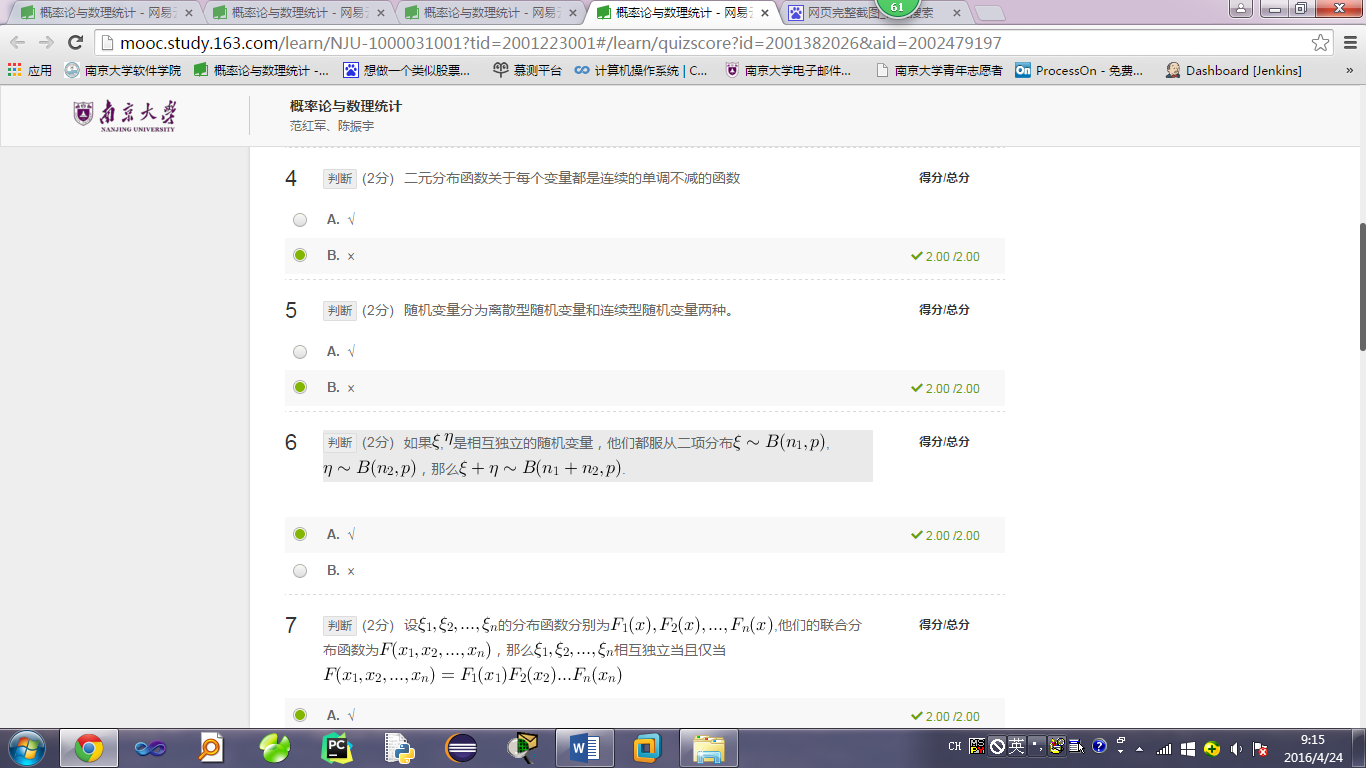 概率论与数理统计 - 网易云
概率论与数理统计 - 网易云
概率论与数理统计 - 网易云
概率论与数理统计 - 网易云
网页完整截图
搜索
61
mooc.study.163.com/learn/NJU-1000031001?tid=2001223001#/learn/quizscore?id=2001382026&aid=2002479197
应用 南京大学软件学院 概率论与数理统计 -... 想做一个类似股票... 慕测平台 计算机操作系统 | C... 南京大学电子邮件... 南京大学青年志愿者 ProcessOn - 免费... Dashboard [Jenkins] »
南京大学
NANJING UNIVERSITY
概率论与数理统计
范红军、陈振宇
4 判断 (2分) 二元分布函数关于每个变量都是连续的单调不减的函数 得分/总分
A. √
B. × 2.00 /2.00
5 判断 (2分) 随机变量分为离散型随机变量和连续型随机变量两种。 得分/总分
A. √
B. × 2.00 /2.00
6 判断 (2分) 如果ξ,η是相互独立的随机变量，他们都服从二项分布ξ ∼ B(n₁, p), 得分/总分
η ∼ B(n₂, p)，那么ξ + η ∼ B(n₁ + n₂, p).
A. √ 2.00 /2.00
B. ×
7 判断 (2分) 设ξ₁, ξ₂, ..., ξₙ的分布函数分别为F₁(x), F₂(x), ..., Fₙ(x),他们的联合分 得分/总分
布函数为F(x₁, x₂, ..., xₙ)，那么ξ₁, ξ₂, ..., ξₙ相互独立当且仅当
F(x₁, x₂, ..., xₙ) = F₁(x₁)F₂(x₂)...Fₙ(xₙ)
A. √ 2.00 /2.00
CH 英
9:15
2016/4/24